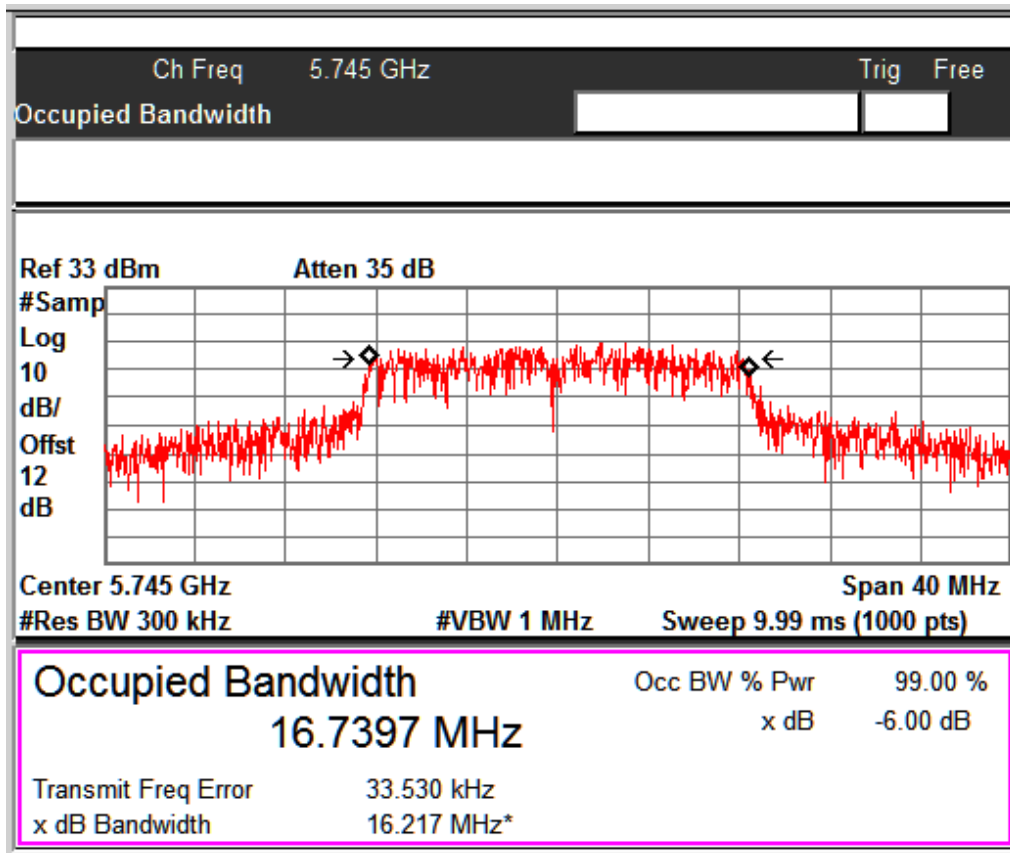 Ch Freq 5.745 GHz Trig Free
Occupied Bandwidth
Ref 33 dBm Atten 35 dB
#Samp
Log
10
dB/
Offst
12
dB
Center 5.745 GHz Span 40 MHz
#Res BW 300 kHz #VBW 1 MHz Sweep 9.99 ms (1000 pts)
Occupied Bandwidth Occ BW % Pwr 99.00 %
16.7397 MHz x dB -6.00 dB
Transmit Freq Error 33.530 kHz
x dB Bandwidth 16.217 MHz*